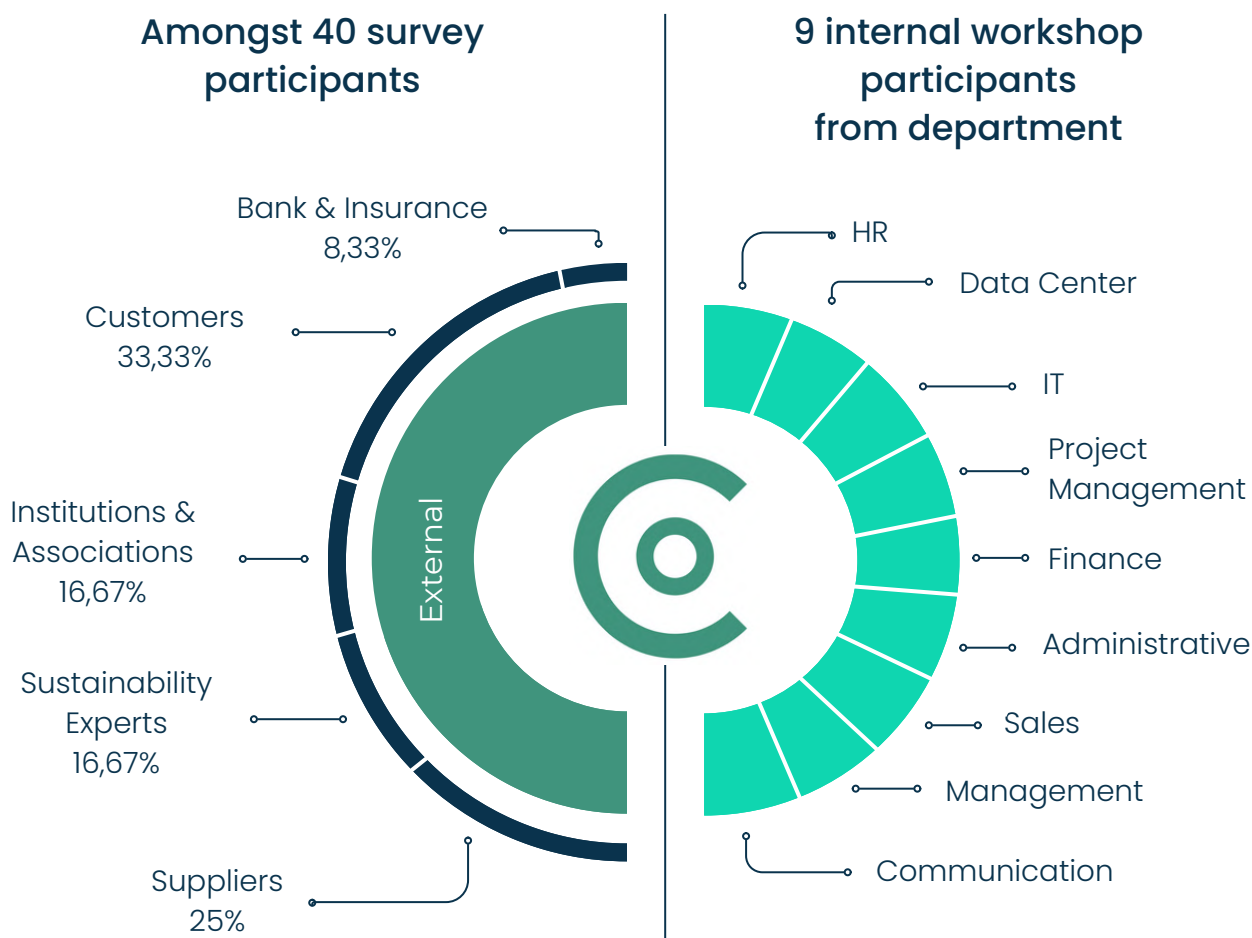 Amongst 40 survey
participants
Bank & Insurance
8,33%
Customers
33,33%
Institutions &
Associations
16,67%
Sustainability
Experts
16,67%
Suppliers
25%
External
9 internal workshop
participants
from department
HR
Data Center
IT
Project
Management
Finance
Administrative
Sales
Management
Communication